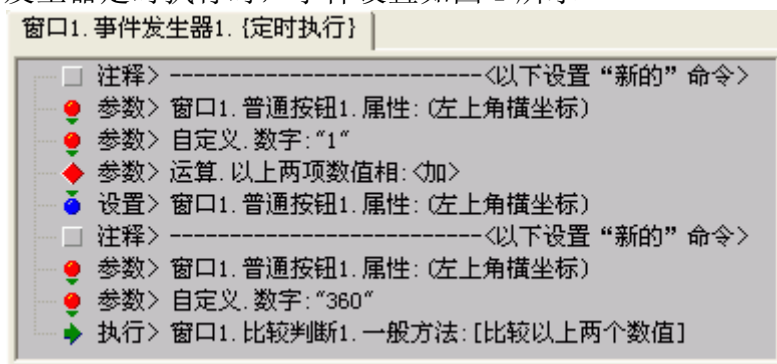 窗口1.事件发生器1.{定时执行}
注释> --------------------------<以下设置“新的”命令>
参数> 窗口1.普通按钮1.属性:(左上角横坐标)
参数> 自定义.数字:"1"
参数> 运算.以上两项数值相:<加>
设置> 窗口1.普通按钮1.属性:(左上角横坐标)
注释> --------------------------<以下设置“新的”命令>
参数> 窗口1.普通按钮1.属性:(左上角横坐标)
参数> 自定义.数字:"360"
执行> 窗口1.比较判断1.一般方法:[比较以上两个数值]